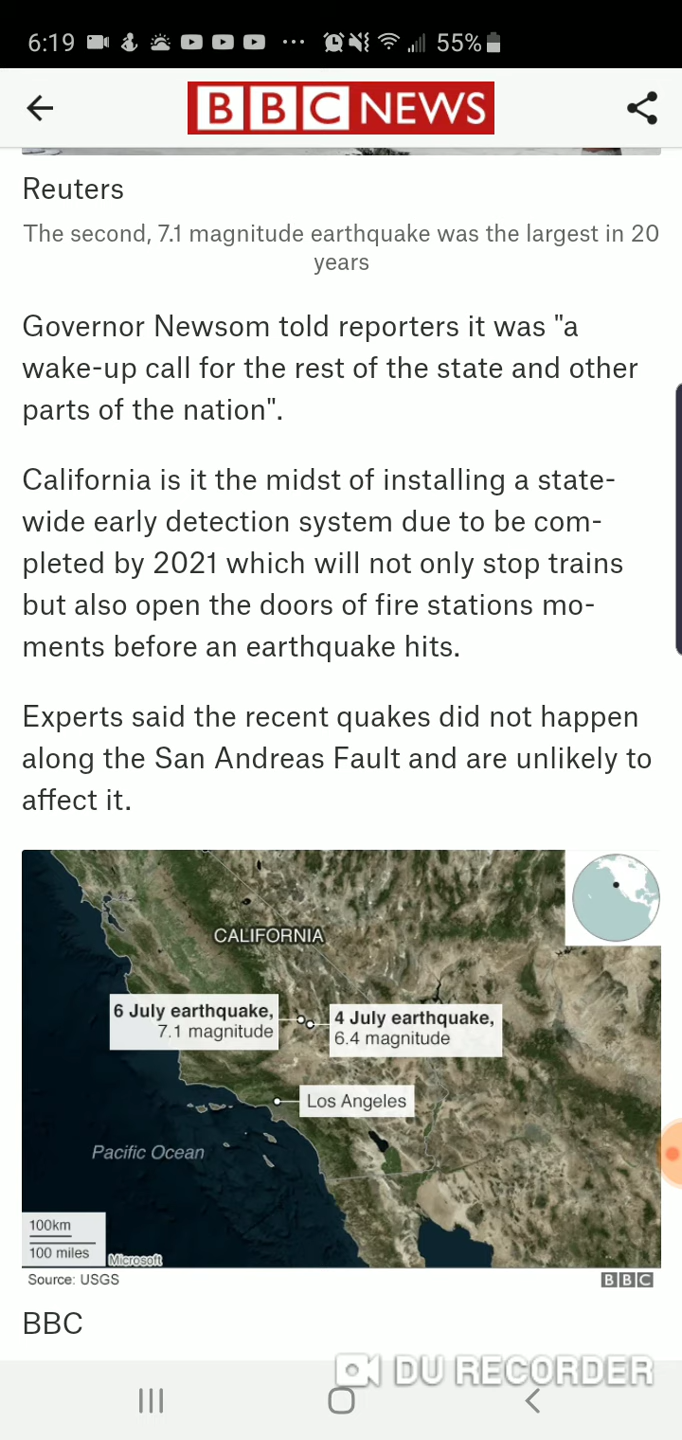 6:19 ... 55%
BBC NEWS
Reuters
The second, 7.1 magnitude earthquake was the largest in 20
years
Governor Newsom told reporters it was "a
wake-up call for the rest of the state and other
parts of the nation".
California is it the midst of installing a state-
wide early detection system due to be com-
pleted by 2021 which will not only stop trains
but also open the doors of fire stations mo-
ments before an earthquake hits.
Experts said the recent quakes did not happen
along the San Andreas Fault and are unlikely to
affect it.
CALIFORNIA
6 July earthquake,
7.1 magnitude
4 July earthquake,
6.4 magnitude
Los Angeles
Pacific Ocean
100km
100 miles
Microsoft
Source: USGS
BBC
BBC
DU RECORDER